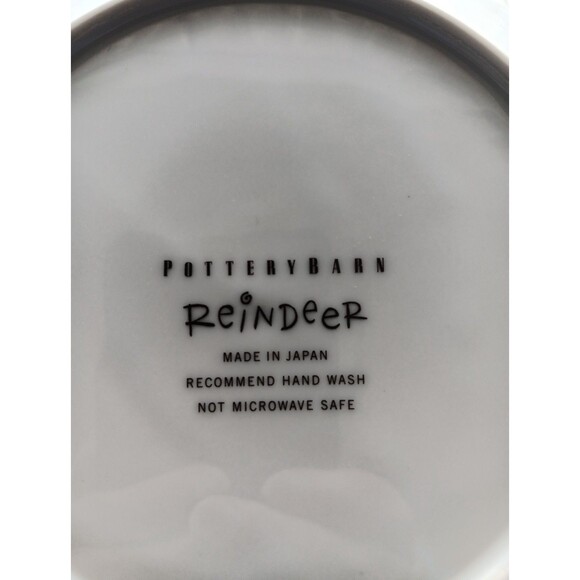 POTTERYBARN
REiNDeeR
MADE IN JAPAN
RECOMMEND HAND WASH
NOT MICROWAVE SAFE